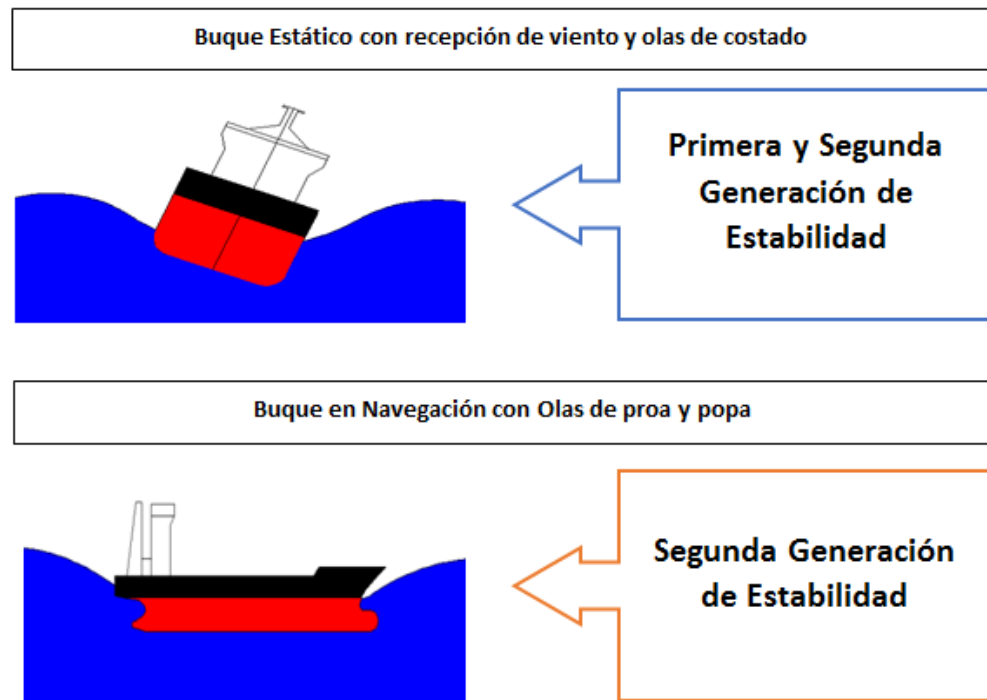 Buque Estático con recepción de viento y olas de costado
Primera y Segunda
Generación de
Estabilidad
Buque en Navegación con Olas de proa y popa
Segunda Generación
de Estabilidad